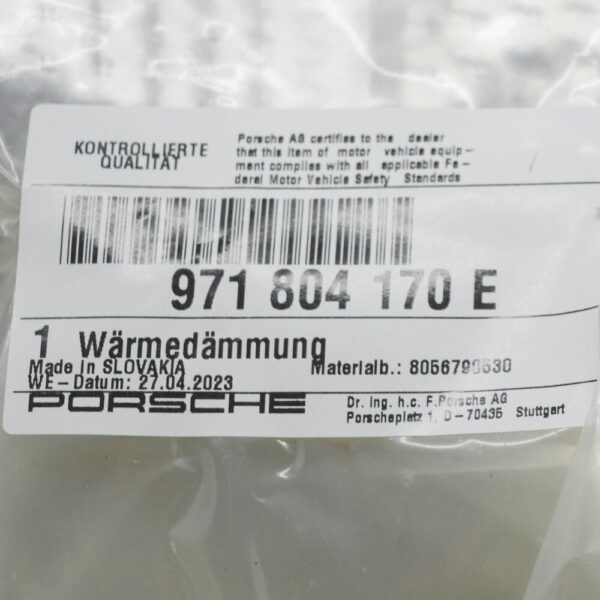 KONTROLLIERTE
QUALITÄT
Porsche AG certifies to the dealer
that this item of motor vehicle equip-
ment complies with all applicable Fe-
deral Motor Vehicle Safety Standards
971 804 170 E
1 Wärmedämmung
Made in SLOVAKIA Materialb.:
WE-Datum: 27.04.2023
PORSCHE
Dr. Ing. h.c. F.Porsche AG
Porscheplatz 1, D-70435 Stuttgart